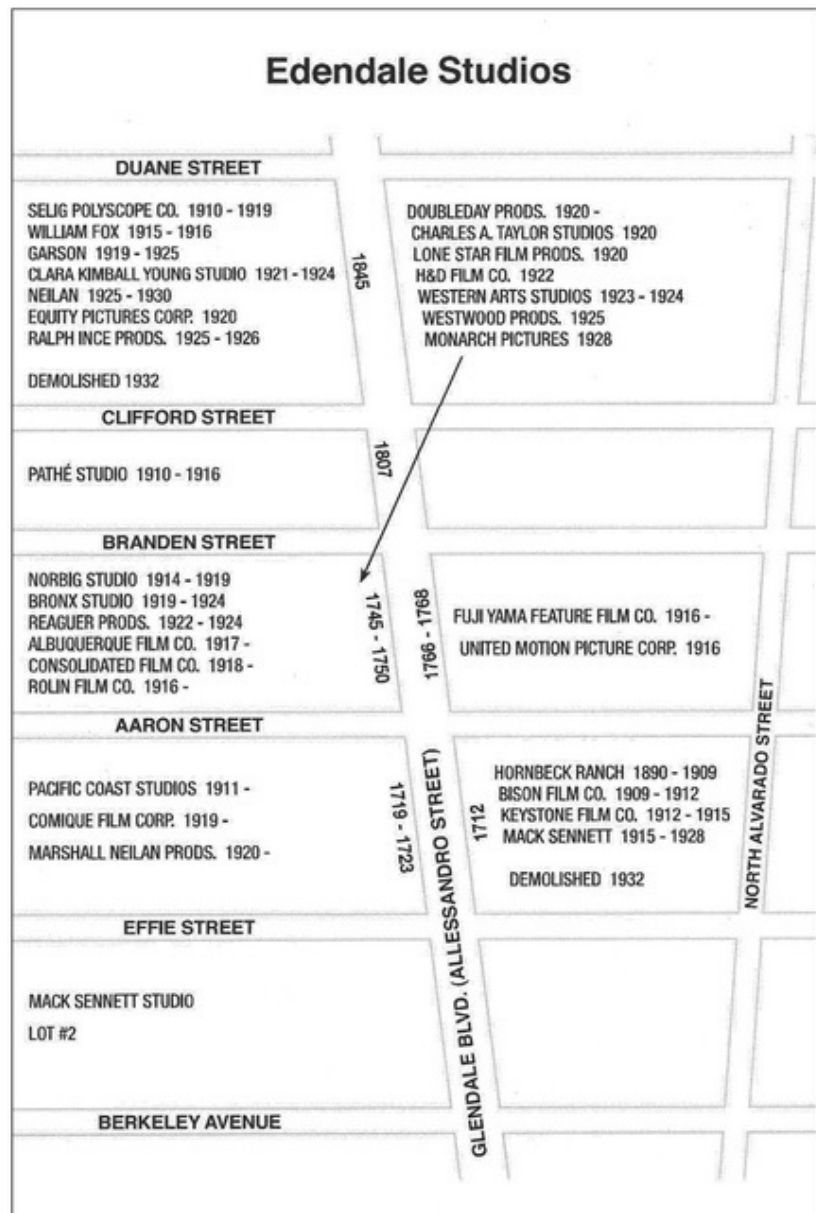 Edendale Studios
DUANE STREET
SELIG POLYSCOPE CO. 1910 - 1919
WILLIAM FOX 1915 - 1916
GARSON 1919 - 1925
CLARA KIMBALL YOUNG STUDIO 1921 - 1924
NEILAN 1925 - 1930
EQUITY PICTURES CORP. 1920
RALPH INCE PRODS. 1925 - 1926
DEMOLISHED 1932
1845
DOUBLEDAY PRODS. 1920 -
CHARLES A. TAYLOR STUDIOS 1920
LONE STAR FILM PRODS. 1920
H&D FILM CO. 1922
WESTERN ARTS STUDIOS 1923 - 1924
WESTWOOD PRODS. 1925
MONARCH PICTURES 1928
CLIFFORD STREET
PATHÉ STUDIO 1910 - 1916
1807
BRANDEN STREET
NORBIG STUDIO 1914 - 1919
BRONX STUDIO 1919 - 1924
REAGUER PRODS. 1922 - 1924
ALBUQUERQUE FILM CO. 1917 -
CONSOLIDATED FILM CO. 1918 -
ROLIN FILM CO. 1916 -
1745 - 1750
1766 - 1768
FUJI YAMA FEATURE FILM CO. 1916 -
UNITED MOTION PICTURE CORP. 1916
AARON STREET
PACIFIC COAST STUDIOS 1911 -
COMIQUE FILM CORP. 1919 -
MARSHALL NEILAN PRODS. 1920 -
1719 - 1723
1712
HORNBECK RANCH 1890 - 1909
BISON FILM CO. 1909 - 1912
KEYSTONE FILM CO. 1912 - 1915
MACK SENNETT 1915 - 1928
DEMOLISHED 1932
NORTH ALVARADO STREET
EFFIE STREET
MACK SENNETT STUDIO
LOT #2
GLENDALE BLVD. (ALLESSANDRO STREET)
BERKELEY AVENUE